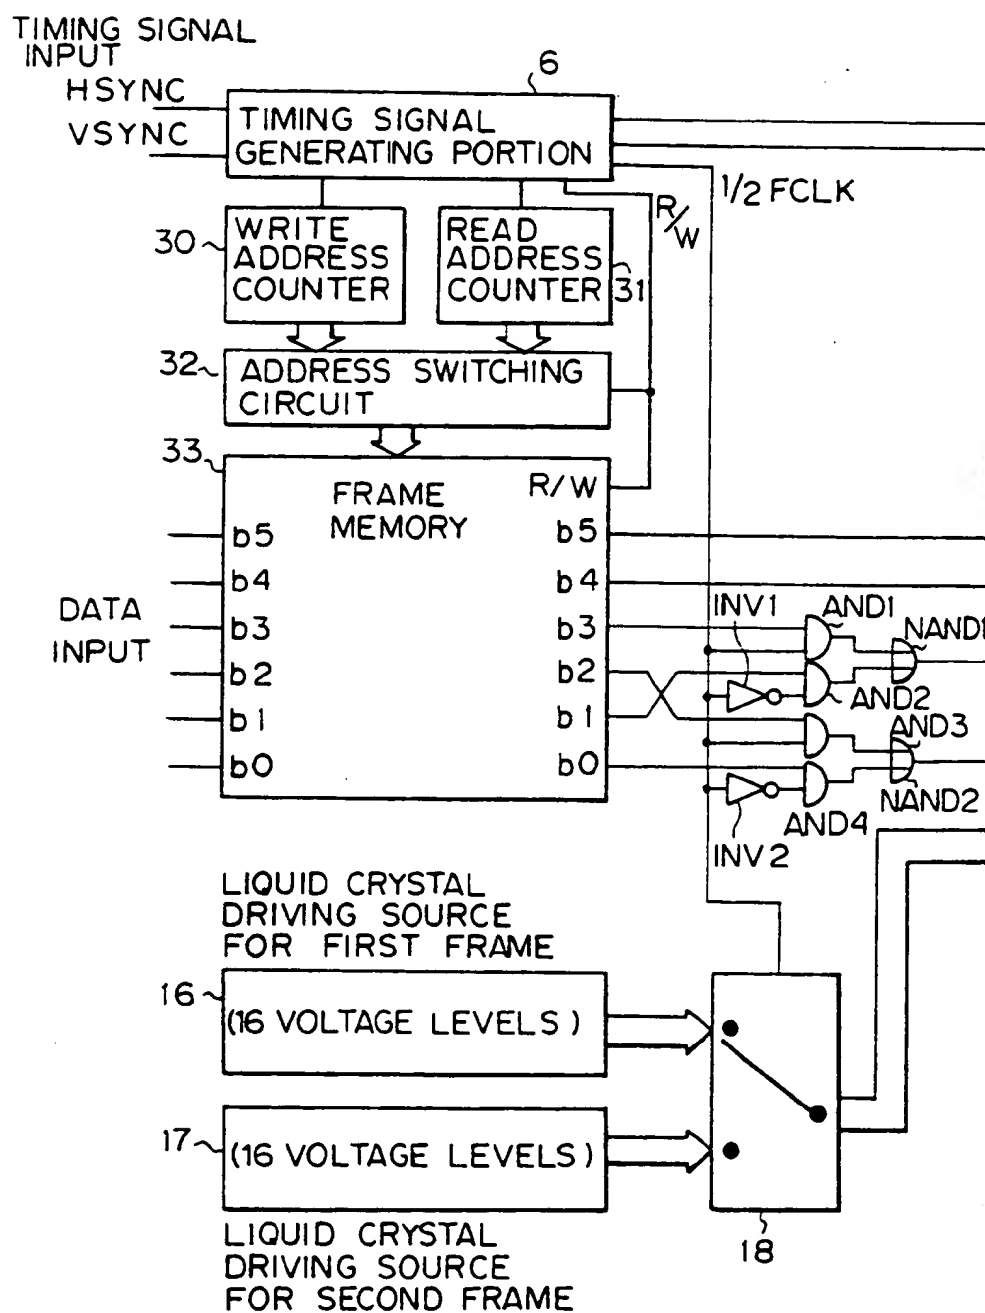 TIMING SIGNAL
INPUT
HSYNC
VSYNC
6
TIMING SIGNAL
GENERATING PORTION
1/2 FCLK
R/W
30
WRITE
ADDRESS
COUNTER
READ
ADDRESS
COUNTER
31
32
ADDRESS SWITCHING
CIRCUIT
33
FRAME
MEMORY
R/W
DATA
INPUT
b5
b4
b3
b2
b1
b0
b5
b4
b3
b2
b1
b0
INV1
AND1
NAND1
AND2
AND3
NAND2
AND4
INV2
LIQUID CRYSTAL
DRIVING SOURCE
FOR FIRST FRAME
16
(16 VOLTAGE LEVELS)
17
(16 VOLTAGE LEVELS)
18
LIQUID CRYSTAL
DRIVING SOURCE
FOR SECOND FRAME